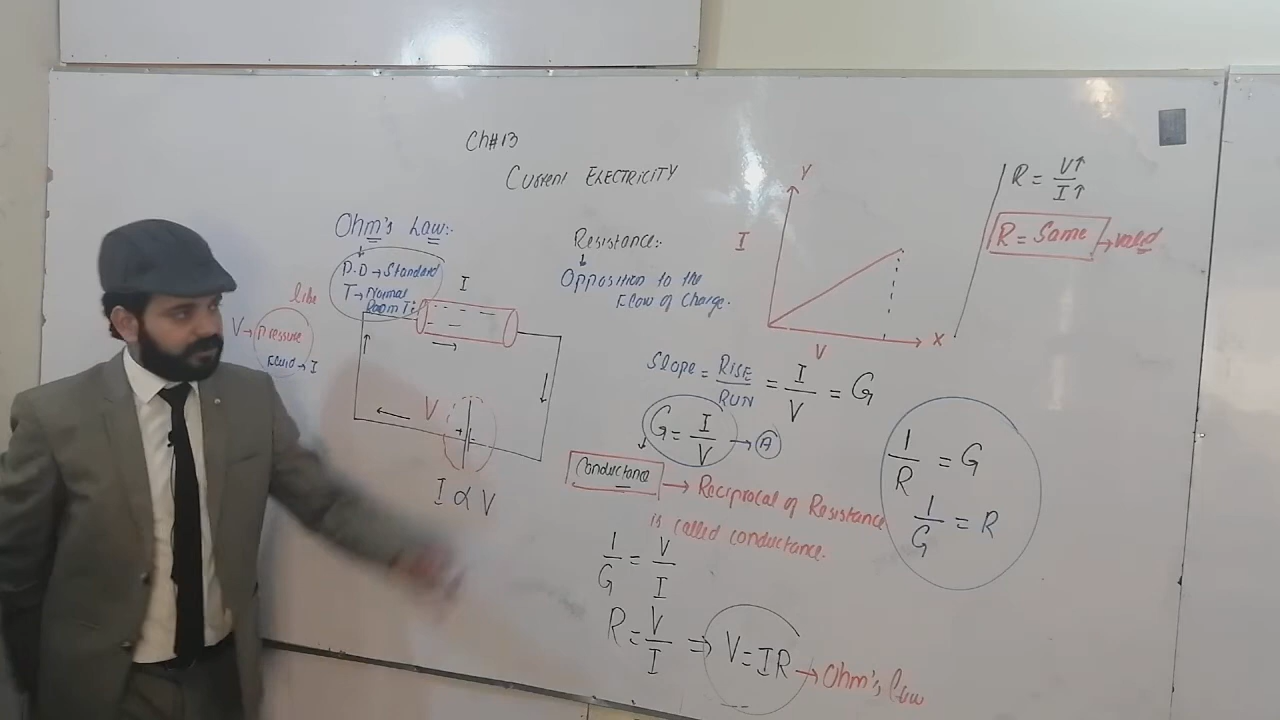 Ch#13
Current ELECTRICITY
Ohm's Law:-
P.D → Standard
T → Normal
Room T:
like
V → Pressure
Fluid → I
I
V
+ -
I ∝ V
Resistance:-
Opposition to the
Flow of Charge.
Y
I
V
X
R = V↑/I↑
R = Same → valid
Slope = RISE/RUN = I/V = G
G = I/V → A
Conductance → Reciprocal of Resistance
is called conductance.
1/R = G
1/G = R
1/G = V/I
R = V/I ⇒ V = IR → Ohm's law